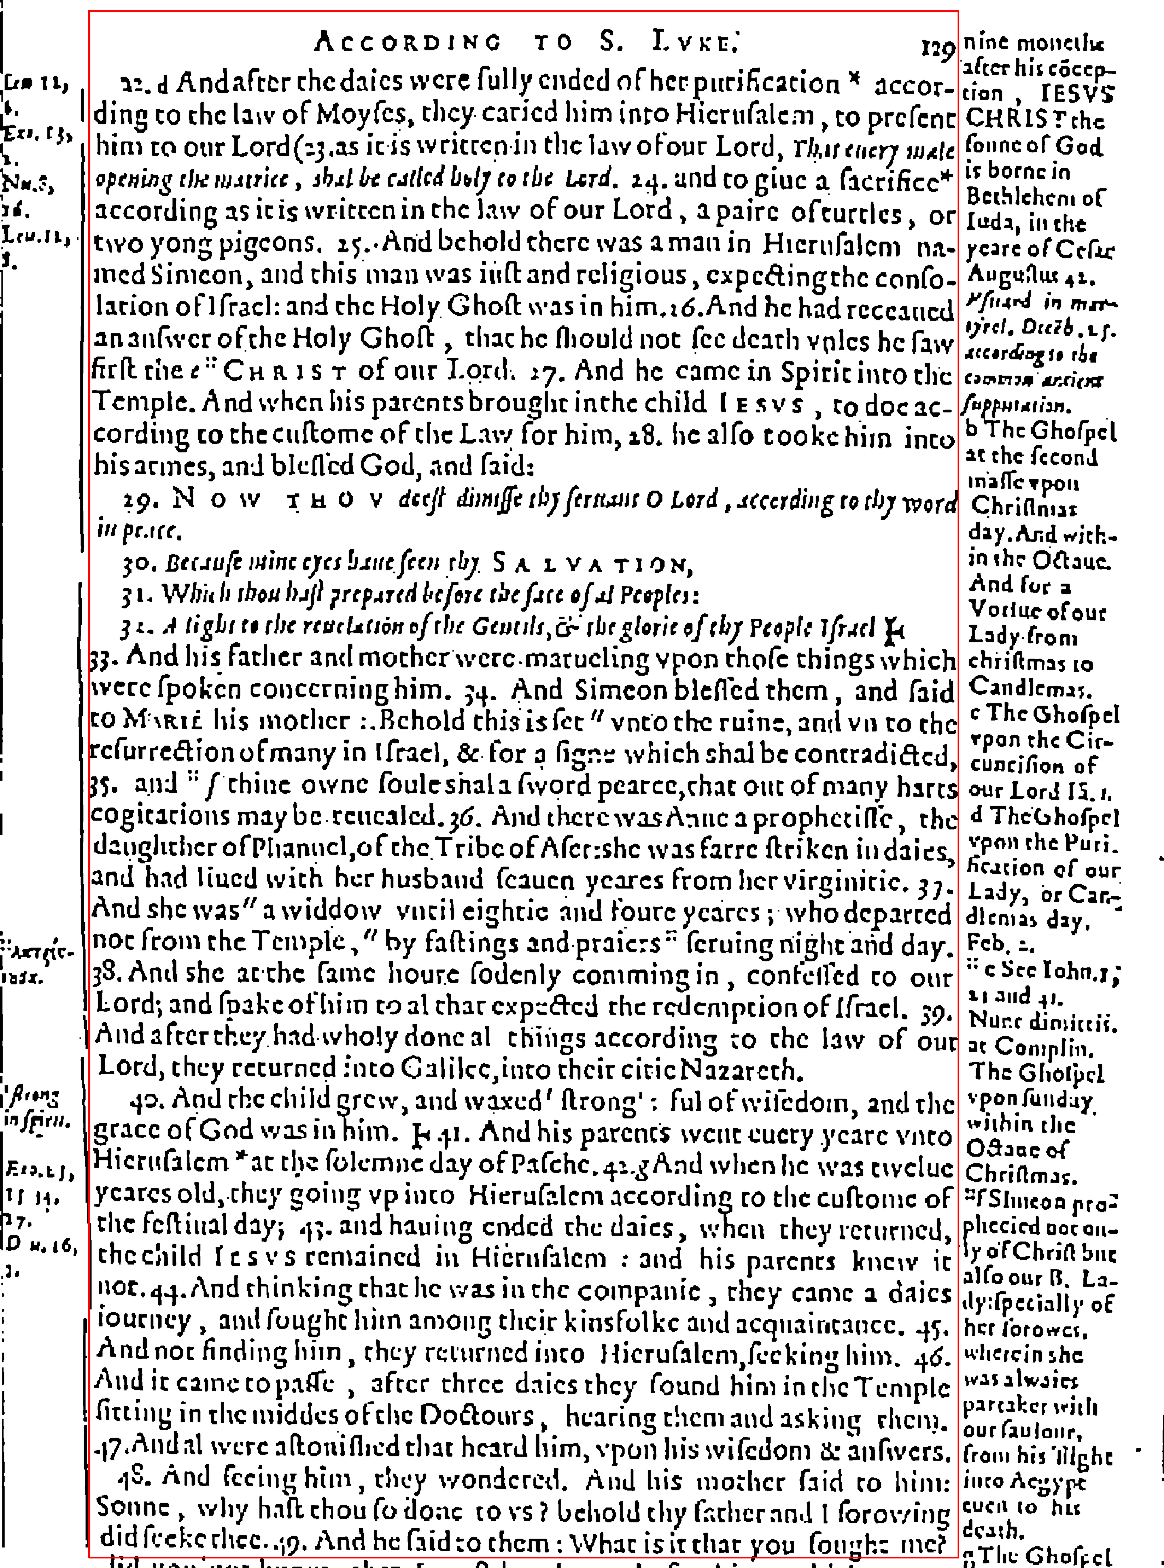 ACCORDING TO S. LVKE. 129
22. d And after the daies were fully ended of her purification * accor-
ding to the law of Moyſes, they caried him into Hieruſalem, to preſent
him to our Lord (23. as it is written in the law of our Lord, That euery male
opening the matrice, shal be called holy to the Lord. 24. and to giue a ſacrifice *
according as it is written in the law of our Lord, a paire of turtles, or
two yong pigeons. 25. And behold there was a man in Hieruſalem na-
med Simeon, and this man was iuſt and religious, expecting the conſo-
lation of Iſrael: and the Holy Ghoſt was in him. 26. And he had receaued
an anſwer of the Holy Ghoſt, that he ſhould not ſee death vnles he ſaw
firſt the e " CHRIST of our Lord. 27. And he came in Spirit into the
Temple. And when his parents brought in the child IESVS, to doe ac-
cording to the cuſtome of the Law for him, 28. he alſo tooke him into
his armes, and bleſſed God, and ſaid:
29. NOW THOV doeſt dimiſſe thy ſeruant O Lord, according to thy word
in peace.
30. Becauſe mine eyes haue ſeen thy SALVATION,
31. Which thou haſt prepared before the face of al Peoples:
32. A light to the reuelation of the Gentils, & the glorie of thy People Iſrael
33. And his father and mother were marueling vpon thoſe things which
were ſpoken concerning him. 34. And Simeon bleſſed them, and ſaid
to MARIE his mother: Behold this is ſet " vnto the ruine, and vn to the
reſurrection of many in Iſrael, & for a ſigne which shal be contradicted,
35. and " f thine owne ſoule shal a ſword pearce, that out of many harts
cogitations may be reuealed. 36. And there was Anne a prophetiſſe, the
daughther of Phanuel, of the Tribe of Aſer: she was farre ſtriken in daies,
and had liued with her husband ſeauen yeares from her virginitie. 37.
And she was " a widdow vntil eightie and foure yeares; who departed
not from the Temple, " by faſtings and praiers " ſeruing night and day.
38. And she at the ſame houre ſodenly comming in, confeſſed to our
Lord; and ſpake of him to al that expected the redemption of Iſrael. 39.
And after they had wholy done al things according to the law of our
Lord, they returned into Galilee, into their citie Nazareth.
40. And the child grew, and waxed ' ſtrong ': ful of wiſedom, and the
grace of God was in him. 41. And his parents went euery yeare vnto
Hieruſalem * at the ſolemne day of Paſche. 42. g And when he was twelue
yeares old, they going vp into Hieruſalem according to the cuſtome of
the feſtiual day; 43. and hauing ended the daies, when they returned,
the child IESVS remained in Hieruſalem: and his parents knew it
not. 44. And thinking that he was in the companie, they came a daies
iourney, and ſought him among their kinsfolke and acquaintance. 45.
And not finding him, they returned into Hieruſalem, ſeeking him. 46.
And it came to paſſe, after three daies they found him in the Temple
ſitting in the middes of the Doctours, hearing them and asking them.
47. And al were aſtonished that heard him, vpon his wiſedom & anſwers.
48. And ſeeing him, they wondered. And his mother ſaid to him:
Sonne, why haſt thou ſo done to vs? behold thy father and I ſorowing
did ſeeke thee. 49. And he ſaid to them: What is it that you ſought me?
Exo. 13,
2.
Nu. 8,
16.
Leu. 12,
8.
'ſtrong
in ſpirit.
Exo. 23,
15 34.
27.
nine moneths
after his cõcep-
tion, IESVS
CHRIST the
ſonne of God
is borne in
Bethlehem of
Iuda, in the
yeare of Ceſar
Auguſtus 42.
Vſuard in mar-
tyrol. Decẽb. 25.
according to the
common ancient
ſupputation.
b The Ghoſpel
at the ſecond
maſſe vpon
Chriſtmas
day. And with-
in the Octaue.
And for a
Votiue of our
Lady from
chriſtmas to
Candlemas.
c The Ghoſpel
vpon the Cir-
cunciſion of
our Lord Ia. 1.
d The Ghoſpel
vpon the Puri-
fication of our
Lady, or Can-
dlemas day,
Feb. 2.
" e See Iohn. 1,
21 and 41.
Nunc dimittis.
at Complin.
The Ghoſpel
vpon ſunday
within the
Octaue of
Chriſtmas.
" f Simeon pro-
phecied not on-
ly of Chriſt but
alſo our B. La-
dy: ſpecially of
her ſorowes,
wherein she
was alwaies
partaker with
our ſauiour,
from his flight
into Aegypt
euen to his
death.
g The Ghoſpel